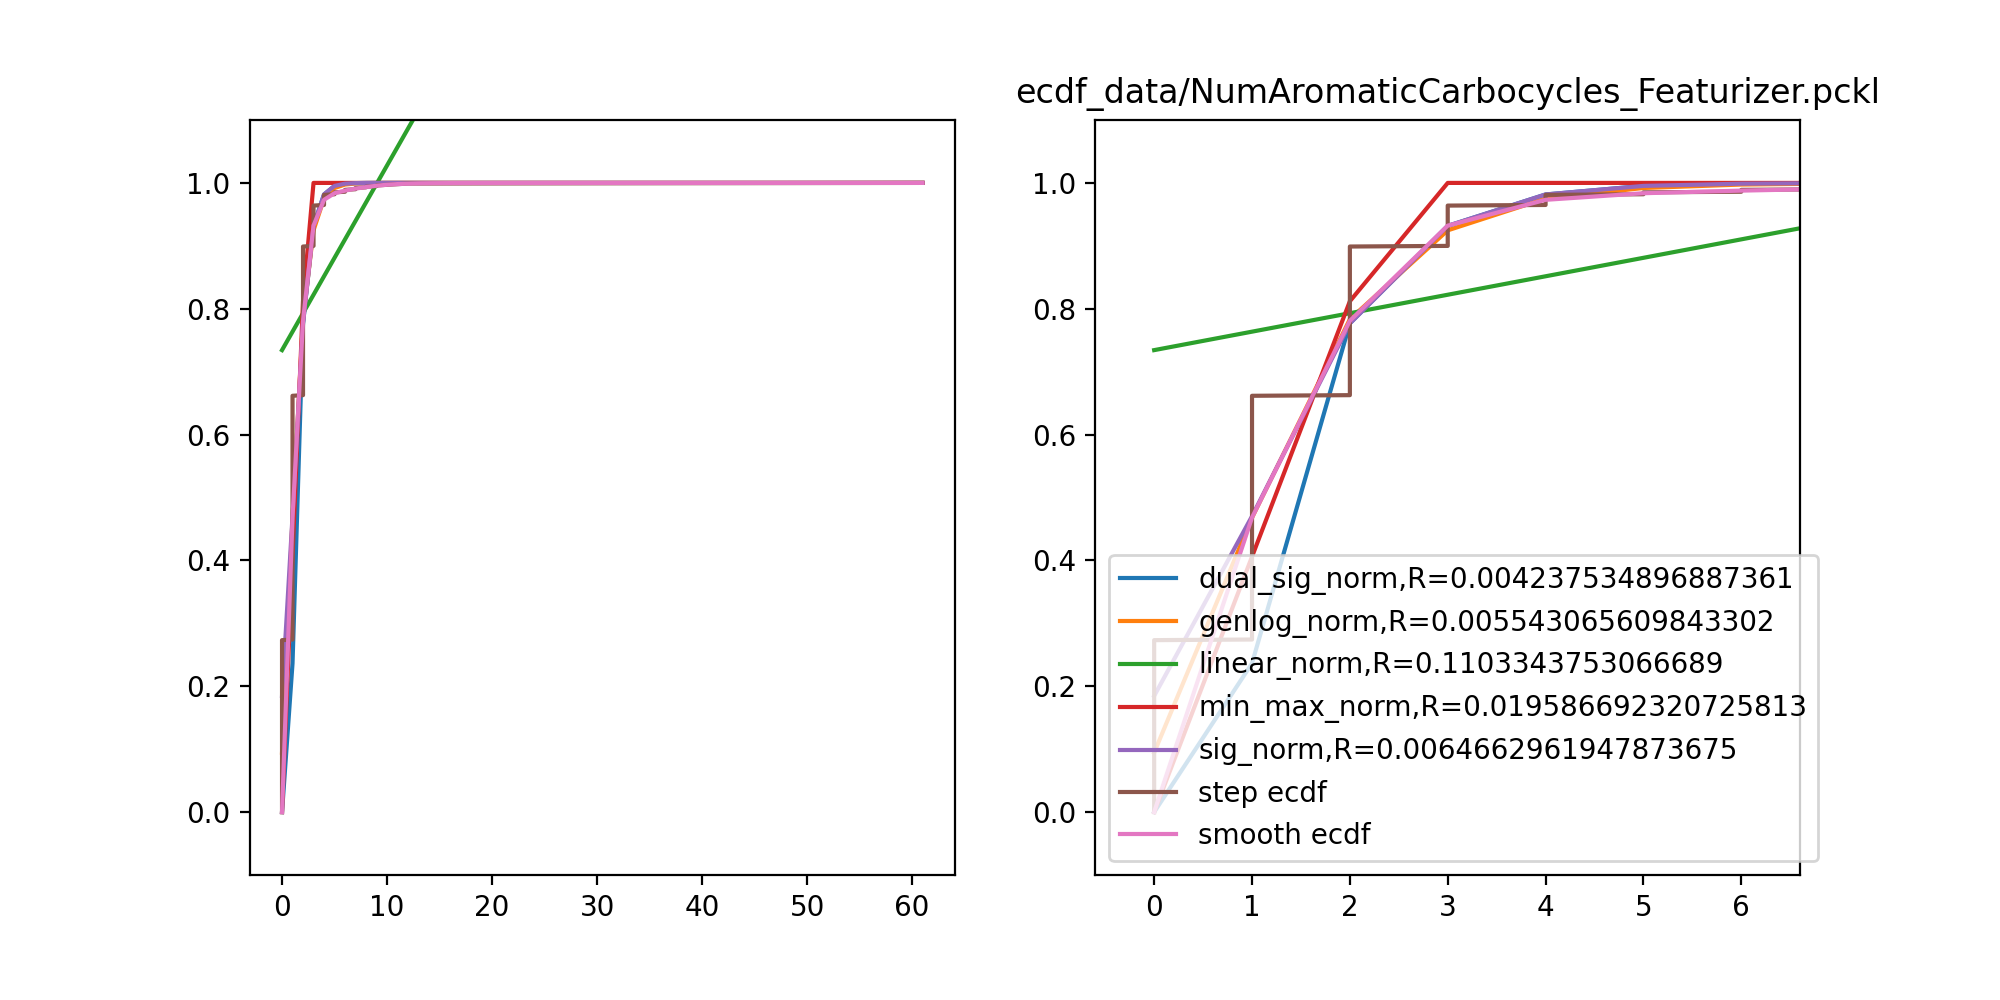 ecdf_data/NumAromaticCarbocycles_Featurizer.pckl
1.0
0.8
0.6
0.4
0.2
0.0
0 10 20 30 40 50 60
1.0
0.8
0.6
0.4
0.2
0.0
dual_sig_norm,R=0.004237534896887361
genlog_norm,R=0.005543065609843302
linear_norm,R=0.1103343753066689
min_max_norm,R=0.019586692320725813
sig_norm,R=0.0064662961947873675
step ecdf
smooth ecdf
0 1 2 3 4 5 6